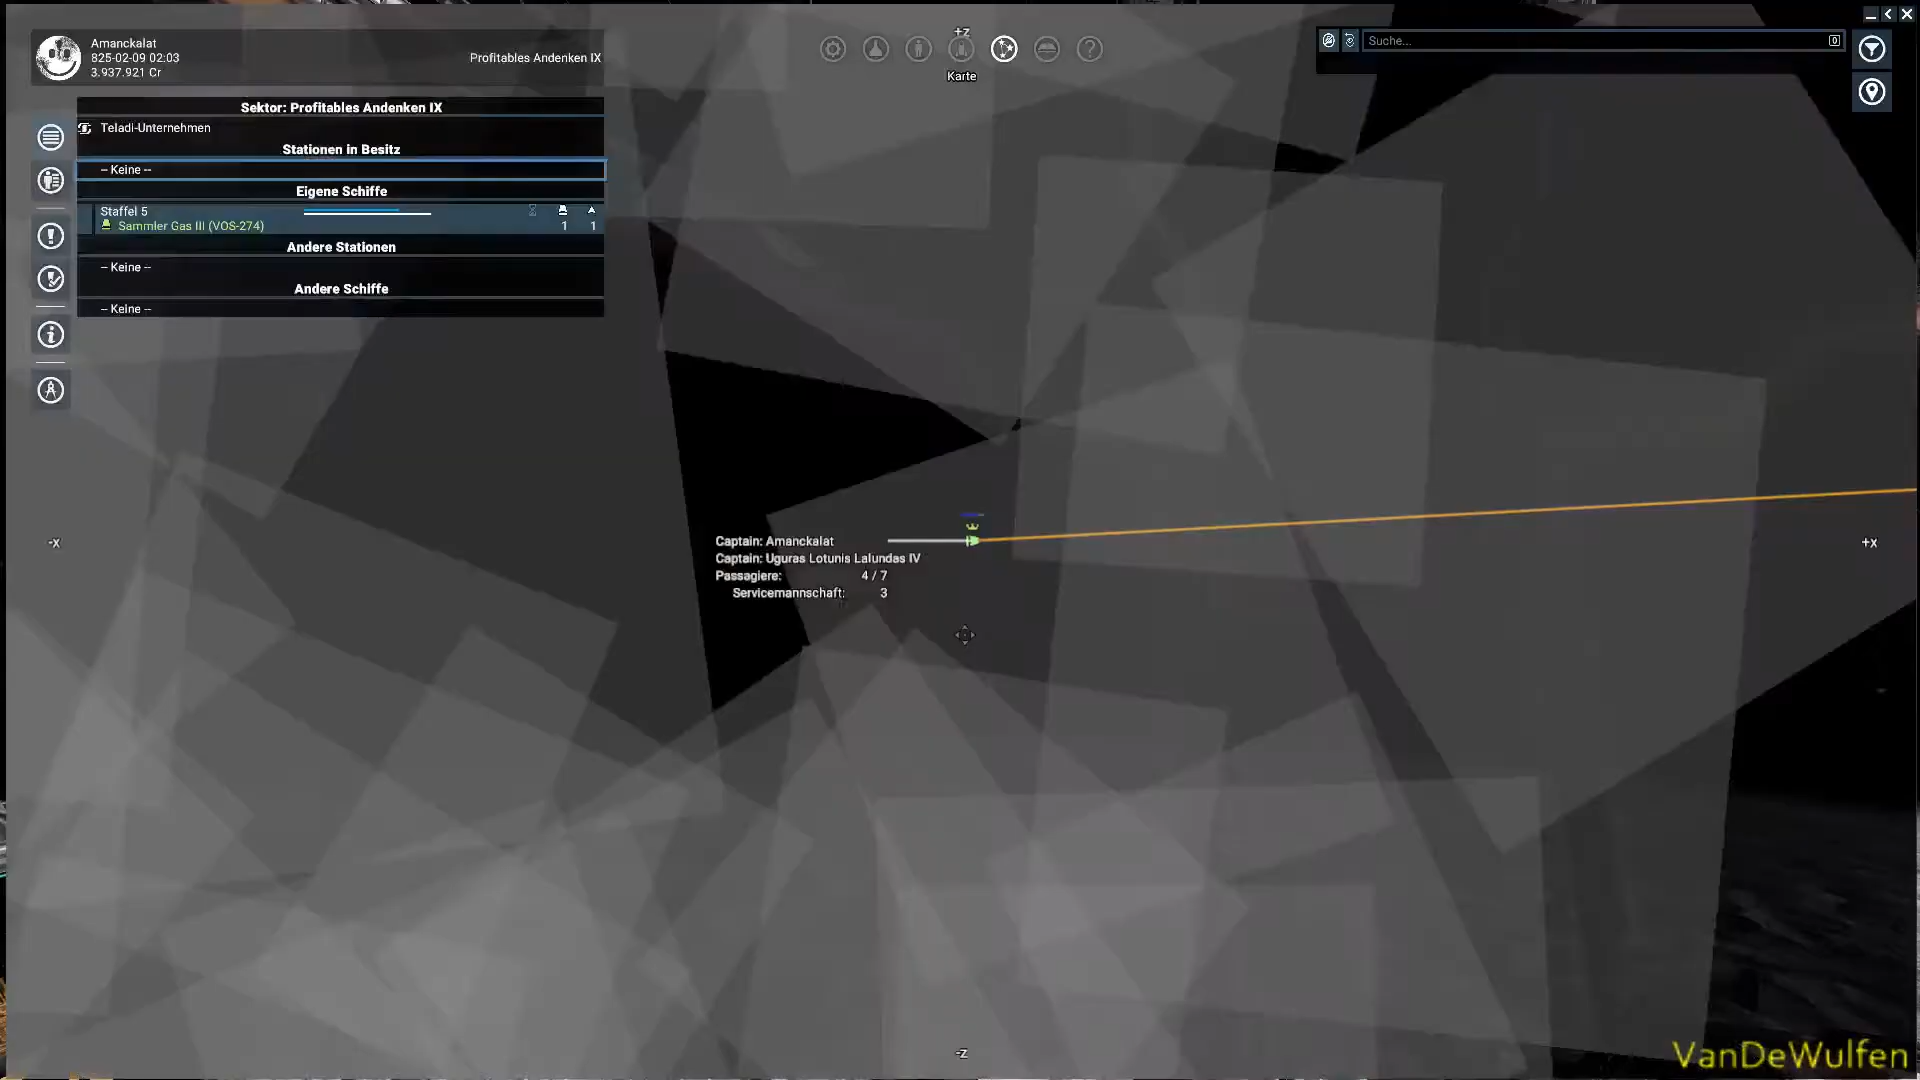 Amanckalat
825-02-09 02:03
3.937.921 Cr
Profitables Andenken IX
+z
Karte
Suche...
0
Sektor: Profitables Andenken IX
Teladi-Unternehmen
Stationen in Besitz
-- Keine --
Eigene Schiffe
Staffel 5
Sammler Gas III (VOS-274) 1 1
Andere Stationen
-- Keine --
Andere Schiffe
-- Keine --
-x
+x
Captain: Amanckalat
Captain: Uguras Lotunis Lalundas IV
Passagiere: 4 / 7
Servicemannschaft: 3
-z
VanDeWulfen